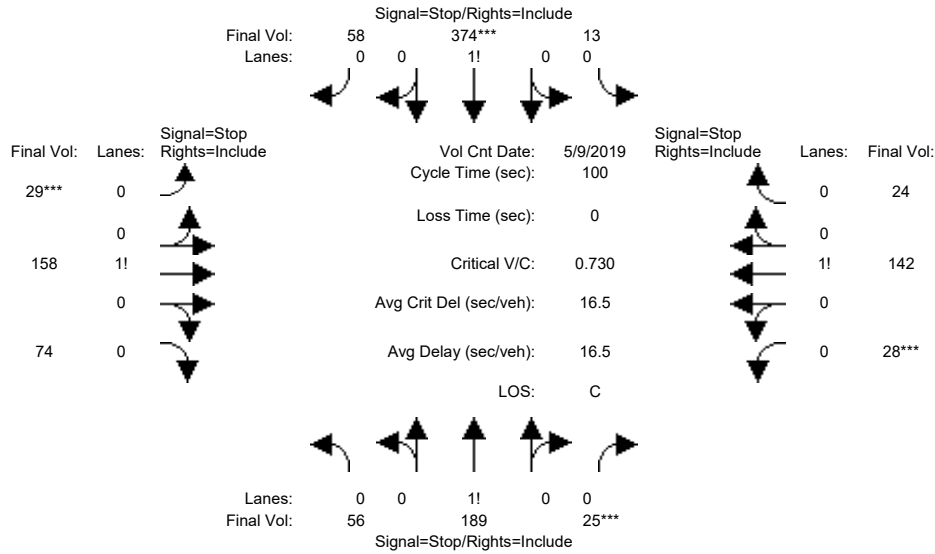 Signal=Stop/Rights=Include
Final Vol: 58 374*** 13
Lanes: 0 0 1! 0 0
Signal=Stop Signal=Stop
Final Vol: Lanes: Rights=Include Vol Cnt Date: 5/9/2019 Rights=Include Lanes: Final Vol:
Cycle Time (sec): 100
29*** 0 0 24
Loss Time (sec): 0
0 0
158 1! Critical V/C: 0.730 1! 142
0 Avg Crit Del (sec/veh): 16.5 0
74 0 Avg Delay (sec/veh): 16.5 0 28***
LOS: C
Lanes: 0 0 1! 0 0
Final Vol: 56 189 25***
Signal=Stop/Rights=Include